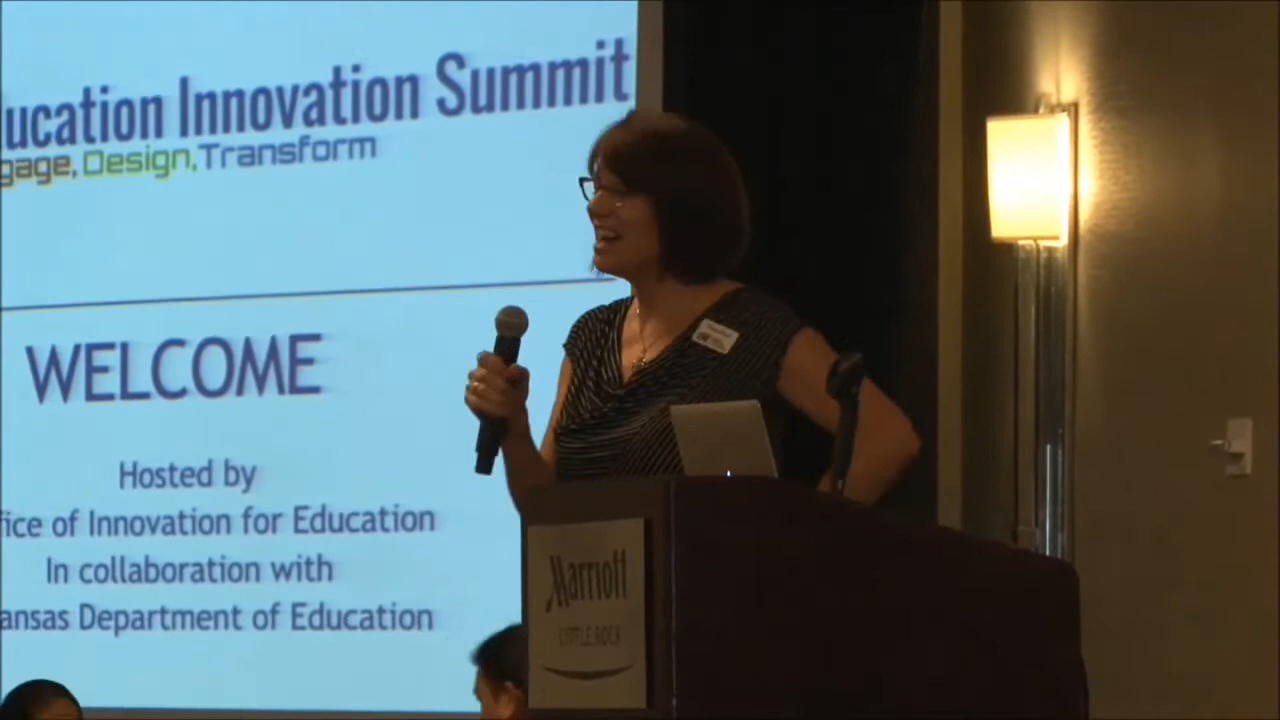 ucation Innovation Summit
gage, Design, Transform
WELCOME
Hosted by
fice of Innovation for Education
In collaboration with
ansas Department of Education
Marriott
LITTLE ROCK